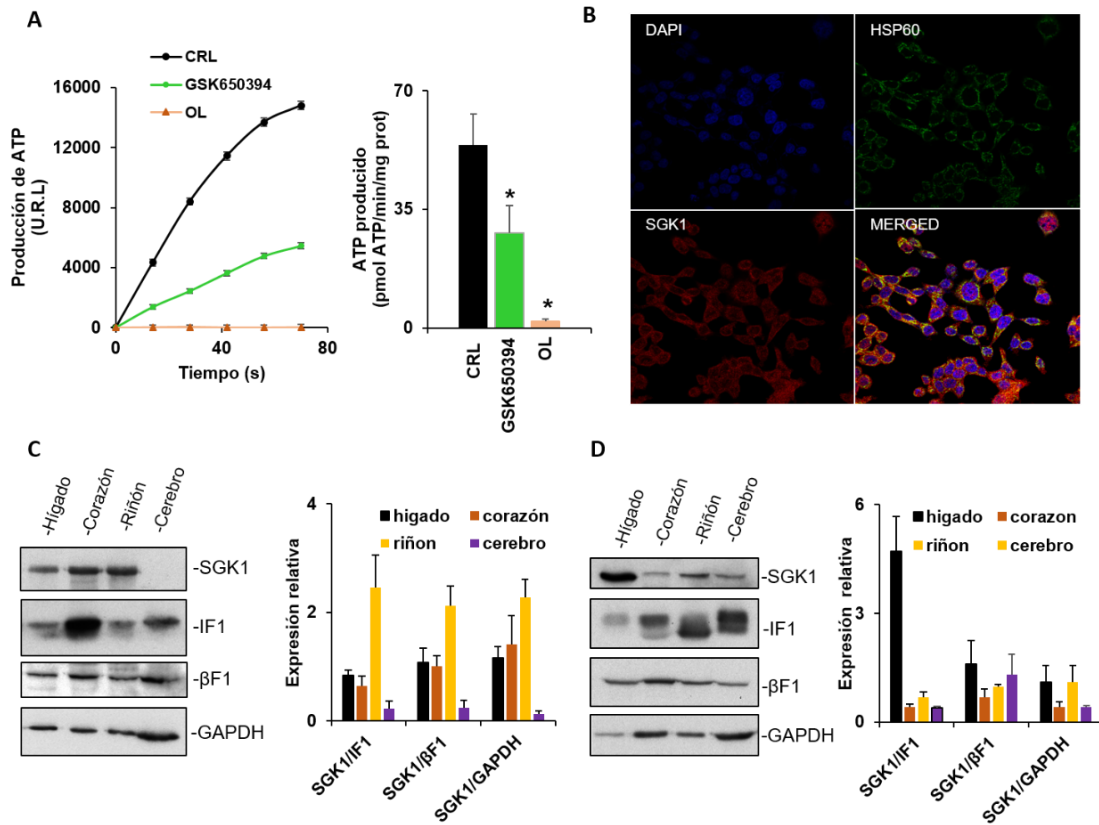 A
CRL
GSK650394
OL
Producción de ATP
(U.R.L)
16000
12000
8000
4000
0
0
40
80
Tiempo (s)
ATP producido
(pmol ATP/min/mg prot)
70
35
0
*
*
CRL
GSK650394
OL
B
DAPI
HSP60
SGK1
MERGED
C
-Hígado
-Corazón
-Riñón
-Cerebro
-SGK1
-IF1
-βF1
-GAPDH
Expresión relativa
4
2
0
higado
corazón
riñon
cerebro
SGK1/IF1
SGK1/βF1
SGK1/GAPDH
D
-Hígado
-Corazón
-Riñón
-Cerebro
-SGK1
-IF1
-βF1
-GAPDH
Expresión relativa
6
3
0
higado
corazon
riñon
cerebro
SGK1/IF1
SGK1/βF1
SGK1/GAPDH